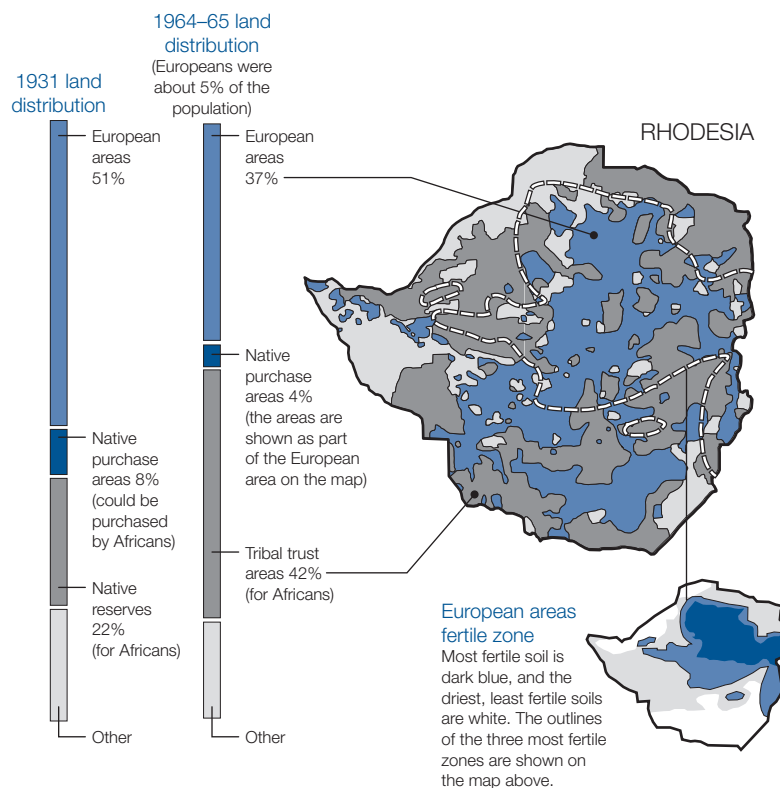 1931 land
distribution
European
areas
51%
Native
purchase
areas 8%
(could be
purchased
by Africans)
Native
reserves
22%
(for Africans)
Other
1964–65 land
distribution
(Europeans were
about 5% of the
population)
European
areas
37%
Native
purchase
areas 4%
(the areas are
shown as part
of the European
area on the map)
Tribal trust
areas 42%
(for Africans)
Other
RHODESIA
European areas
fertile zone
Most fertile soil is
dark blue, and the
driest, least fertile soils
are white. The outlines
of the three most fertile
zones are shown on
the map above.